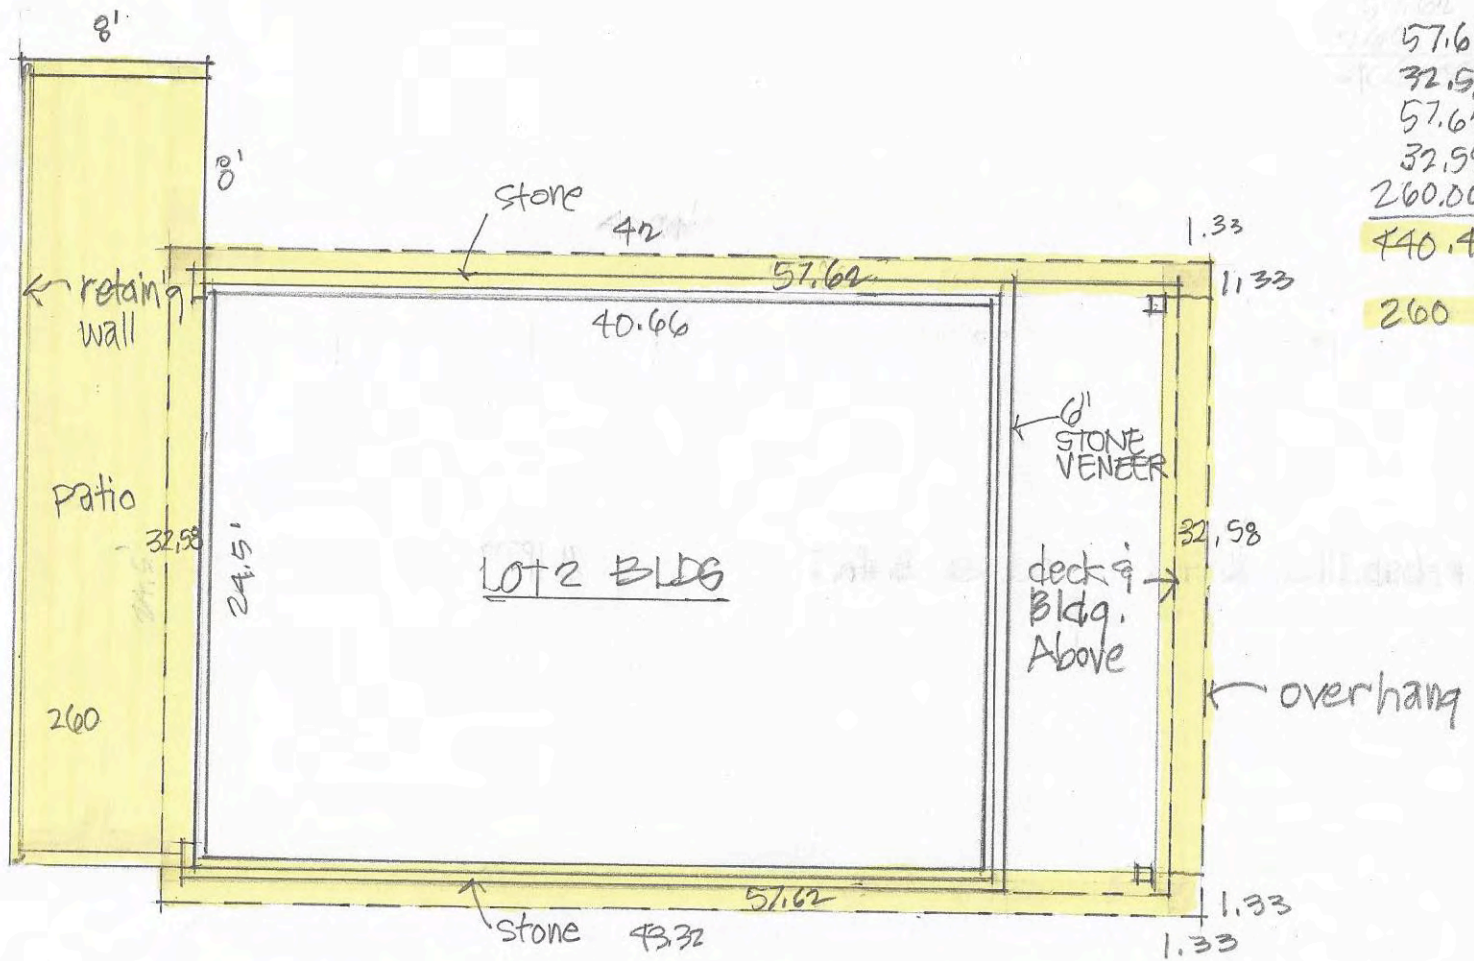 8'
57.6
32.5
57.6
32.5
260.00
440.4
260
8'
stone
42
57.62
40.66
1.33
1.33
retain'g
wall
6"
STONE
VENEER
patio
32.58
24.5'
LOT 2 BLDG
deck &
Bldg.
Above
32.58
overhang
260
57.62
stone
43.32
1.33
1.33